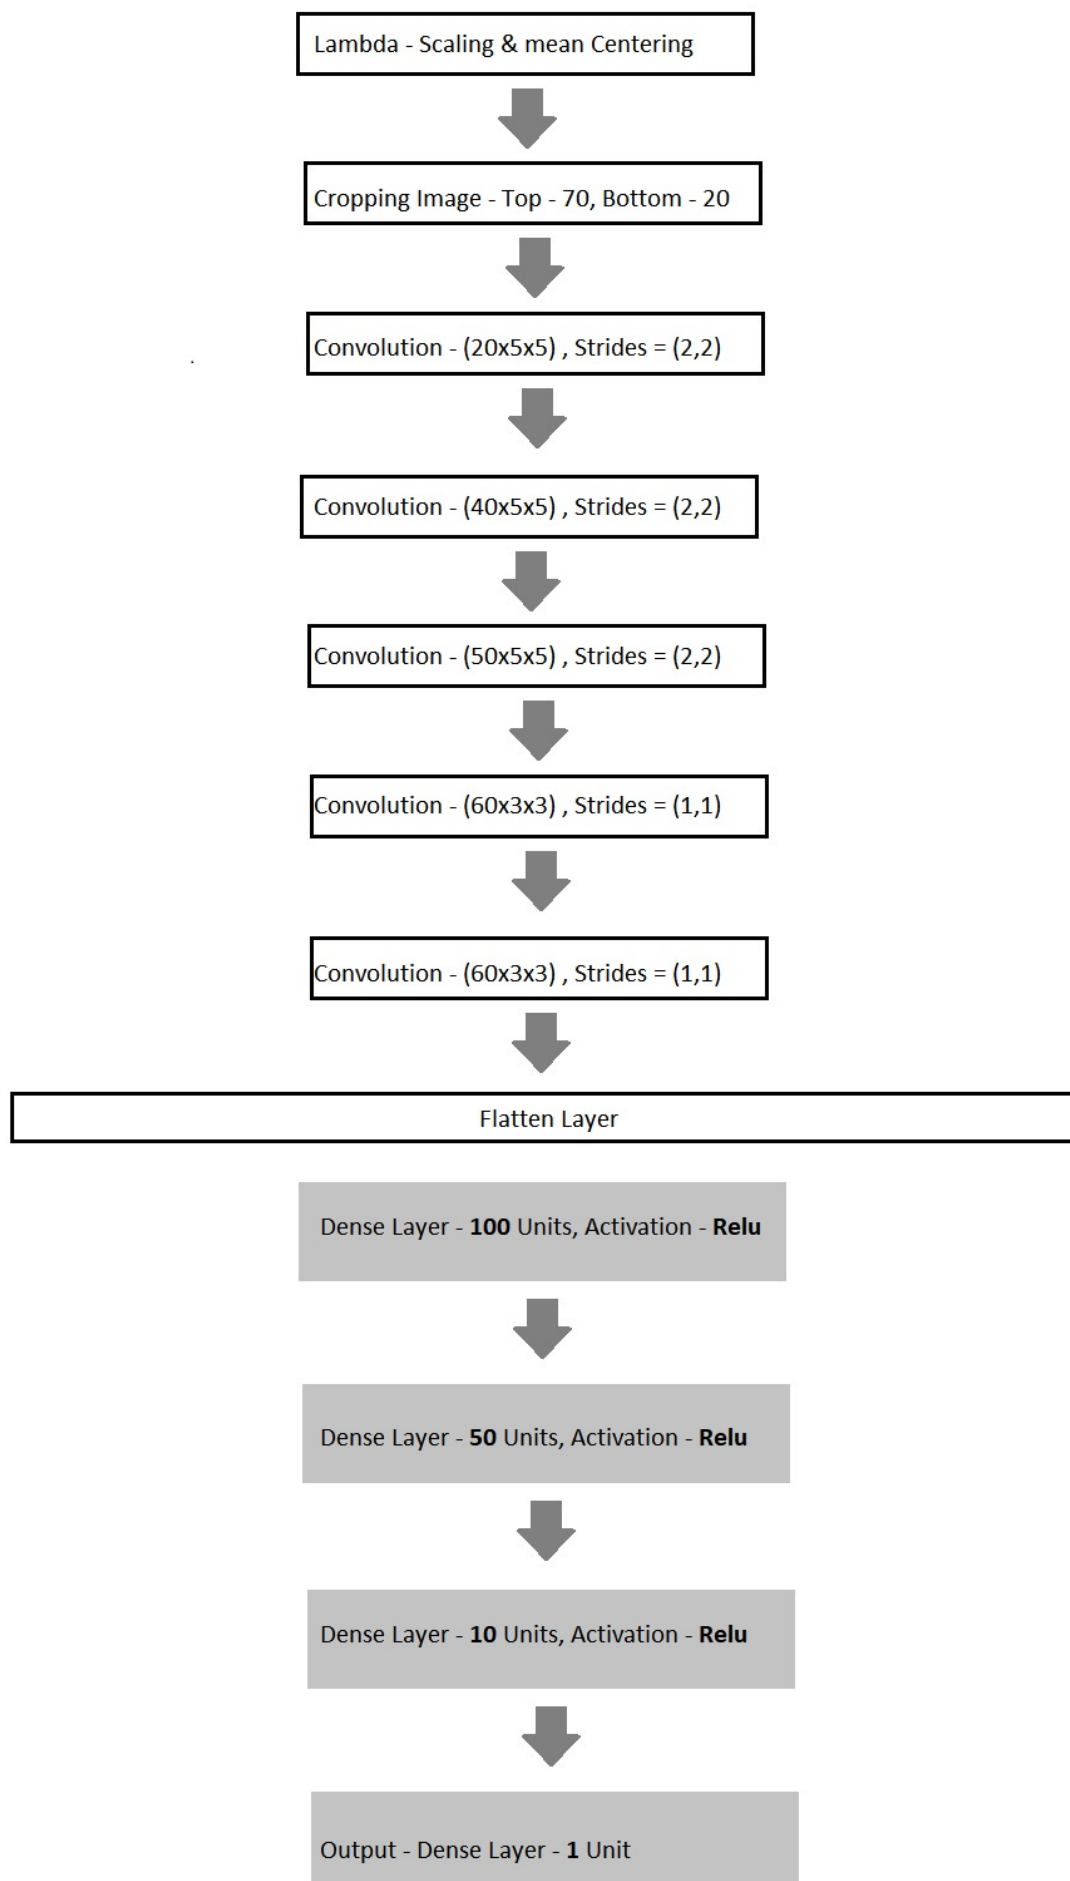 Lambda - Scaling & mean Centering
Cropping Image - Top - 70, Bottom - 20
Convolution - (20x5x5) , Strides = (2,2)
Convolution - (40x5x5) , Strides = (2,2)
Convolution - (50x5x5) , Strides = (2,2)
Convolution - (60x3x3) , Strides = (1,1)
Convolution - (60x3x3) , Strides = (1,1)
Flatten Layer
Dense Layer - 100 Units, Activation - Relu
Dense Layer - 50 Units, Activation - Relu
Dense Layer - 10 Units, Activation - Relu
Output - Dense Layer - 1 Unit